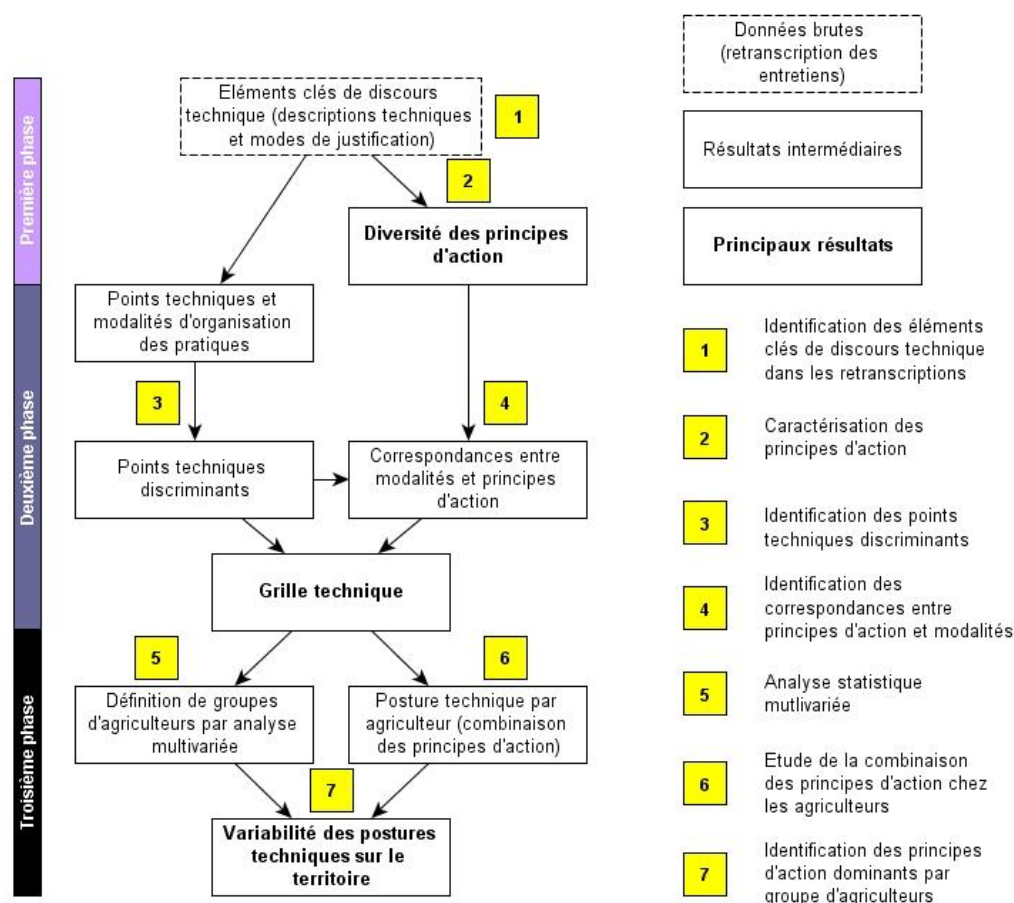 Première phase
Deuxième phase
Troisième phase
Eléments clés de discours
technique (descriptions techniques
et modes de justification)
1
2
Diversité des principes
d'action
Points techniques et
modalités d'organisation
des pratiques
3
4
Points techniques
discriminants
Correspondances entre
modalités et principes
d'action
Grille technique
5
6
Définition de groupes
d'agriculteurs par analyse
multivariée
Posture technique par
agriculteur (combinaison
des principes d'action)
7
Variabilité des postures
techniques sur le
territoire
Données brutes
(retranscription des
entretiens)
Résultats intermédiaires
Principaux résultats
1
Identification des éléments
clés de discours technique
dans les retranscriptions
2
Caractérisation des
principes d'action
3
Identification des points
techniques discriminants
4
Identification des
correspondances entre
principes d'action et modalités
5
Analyse statistique
mutlivariée
6
Etude de la combinaison
des principes d'action chez
les agriculteurs
7
Identification des principes
d'action dominants par
groupe d'agriculteurs